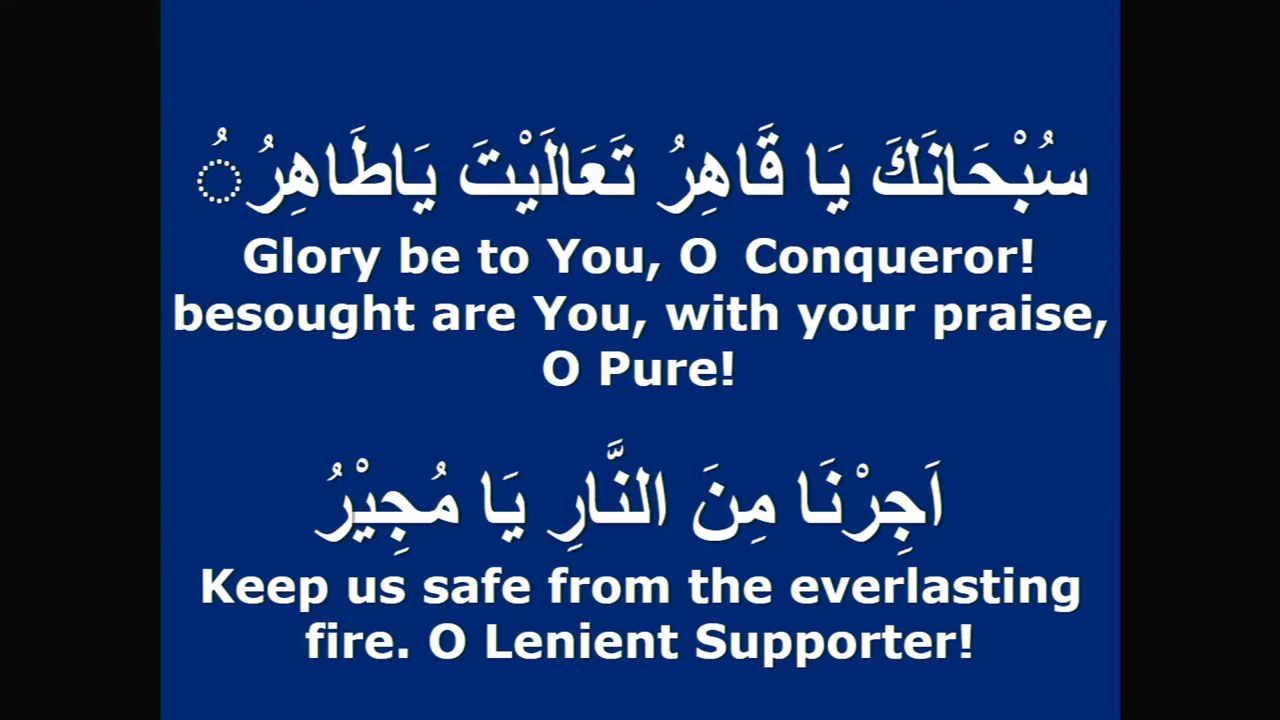 سُبْحَانَكَ يَا قَاهِرُ تَعَالَيْتَ يَاطَاهِرُ ُ
Glory be to You, O Conqueror!
besought are You, with your praise,
O Pure!
اَجِرْنَا مِنَ النَّارِ يَا مُجِيْرُ
Keep us safe from the everlasting
fire. O Lenient Supporter!